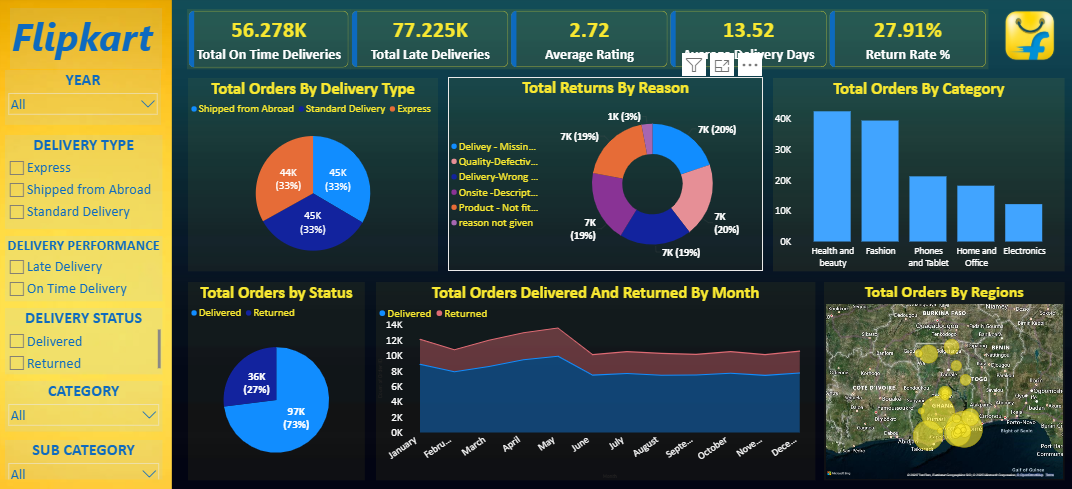 Flipkart
YEAR
All
DELIVERY TYPE
Express
Shipped from Abroad
Standard Delivery
DELIVERY PERFORMANCE
Late Delivery
On Time Delivery
DELIVERY STATUS
Delivered
Returned
CATEGORY
All
SUB CATEGORY
All
56.278K
Total On Time Deliveries
77.225K
Total Late Deliveries
2.72
Average Rating
13.52
Delivery Days
27.91%
Return Rate %
Total Orders By Delivery Type
Shipped from Abroad Standard Delivery Express
44K
(33%)
45K
(33%)
45K
(33%)
Total Returns By Reason
Delivey - Missin...
Quality-Defectiv...
Delivery-Wrong ...
Onsite -Descript...
Product - Not fit...
reason not given
1K (3%)
7K (20%)
7K (19%)
7K
(20%)
7K
(19%)
7K (19%)
Total Orders By Category
40K
30K
20K
10K
0K
Health and
beauty
Fashion
Phones
and Tablet
Home and
Office
Electronics
Total Orders by Status
Delivered Returned
36K
(27%)
97K
(73%)
Total Orders Delivered And Returned By Month
Delivered Returned
14K
12K
10K
8K
6K
4K
2K
0K
January
Febru...
March
April
May
June
July
August
Septe...
October
Nove...
Dece...
Total Orders By Regions
BURKINA FASO
Ouagadougou
BENIN
TOGO
COTE D'IVOIRE
GHANA
Gulf of Guinea